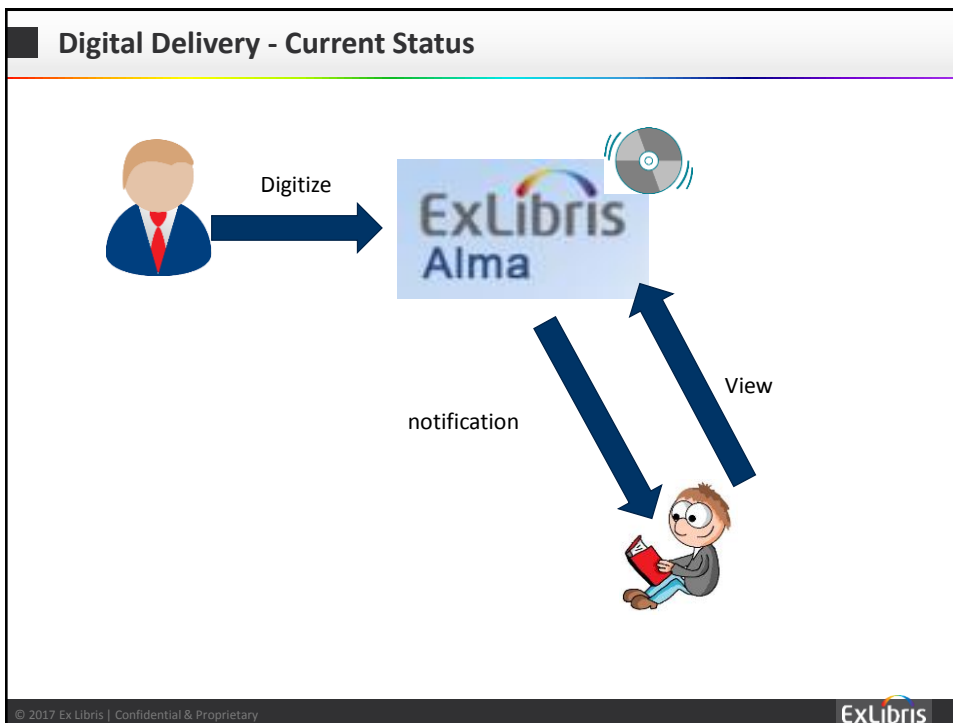 Digital Delivery - Current Status
Digitize
ExLibris
Alma
notification
View
© 2017 Ex Libris | Confidential & Proprietary
ExLibris